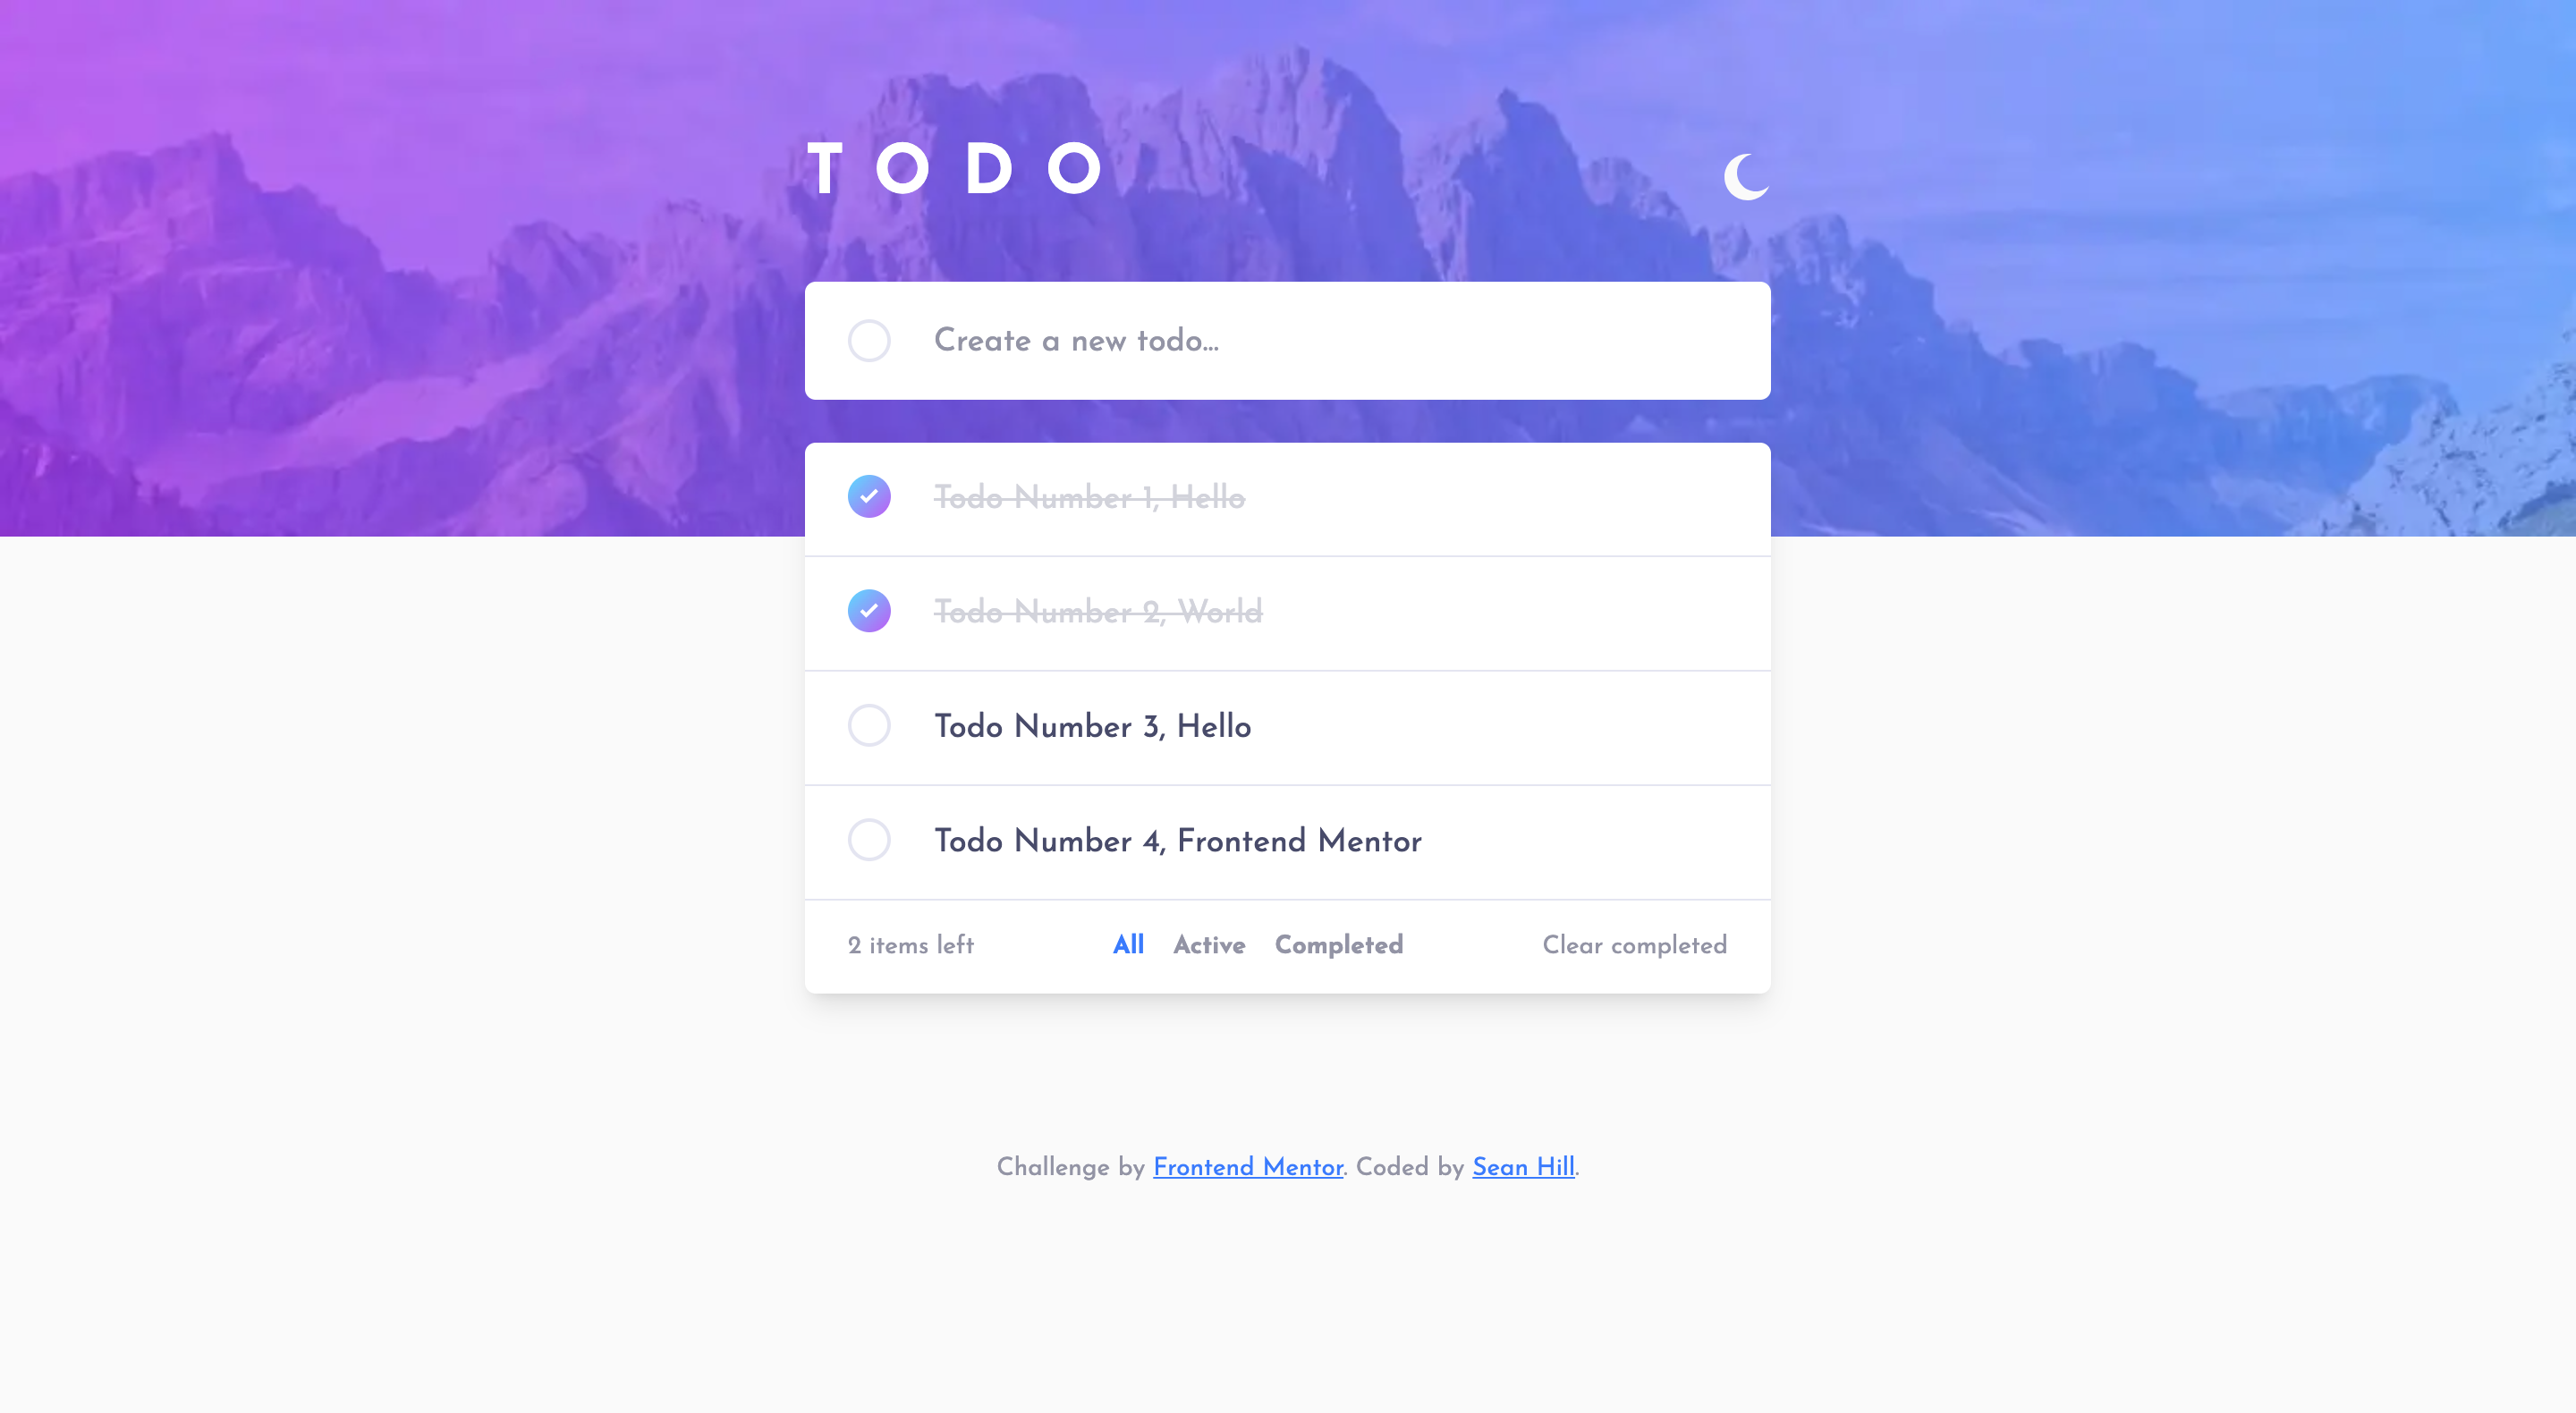 TODO
Create a new todo...
Todo Number 1, Hello
Todo Number 2, World
Todo Number 3, Hello
Todo Number 4, Frontend Mentor
2 items left All Active Completed Clear completed
Challenge by Frontend Mentor. Coded by Sean Hill.